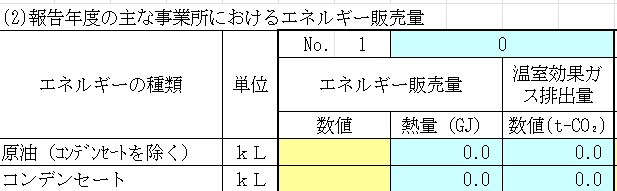 (2)報告年度の主な事業所におけるエネルギー販売量
No. 1 0
エネルギーの種類 単位 エネルギー販売量 温室効果ガ
ス排出量
数値 熱量(GJ) 数値(t-CO₂)
原油(ｺﾝﾃﾞﾝｾｰﾄを除く) kL 0.0 0.0
コンデンセート kL 0.0 0.0